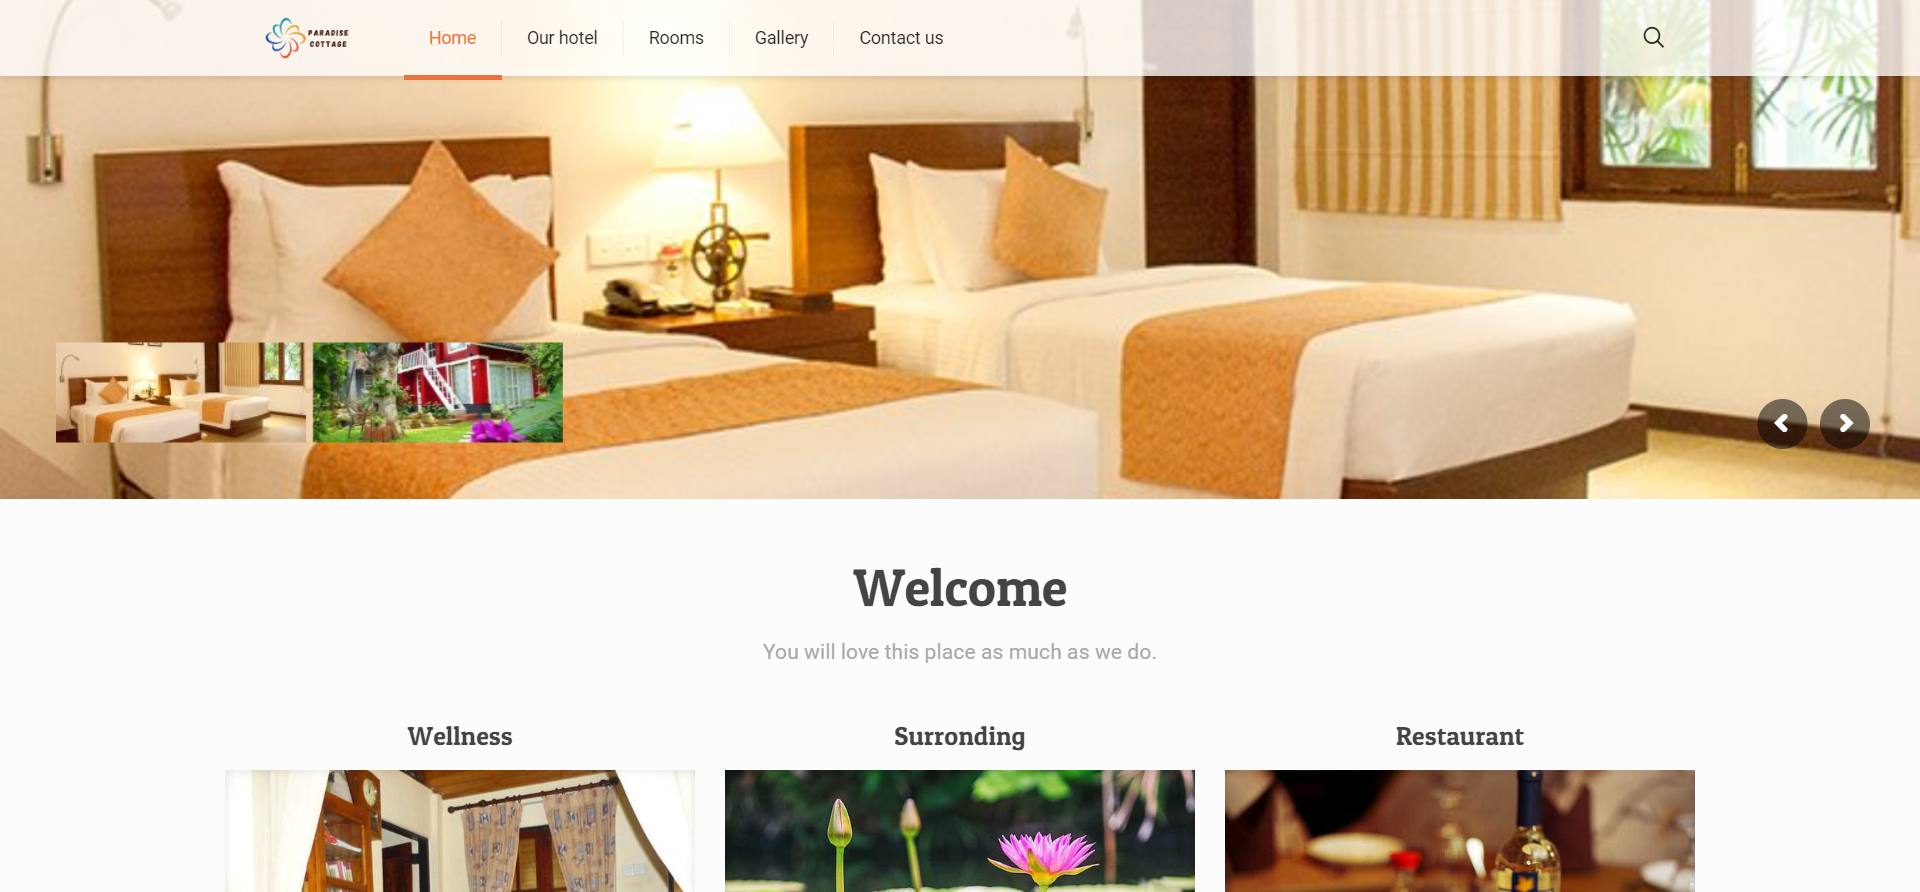 PARADISE
COTTAGE
Home
Our hotel
Rooms
Gallery
Contact us
Welcome
You will love this place as much as we do.
Wellness
Surronding
Restaurant